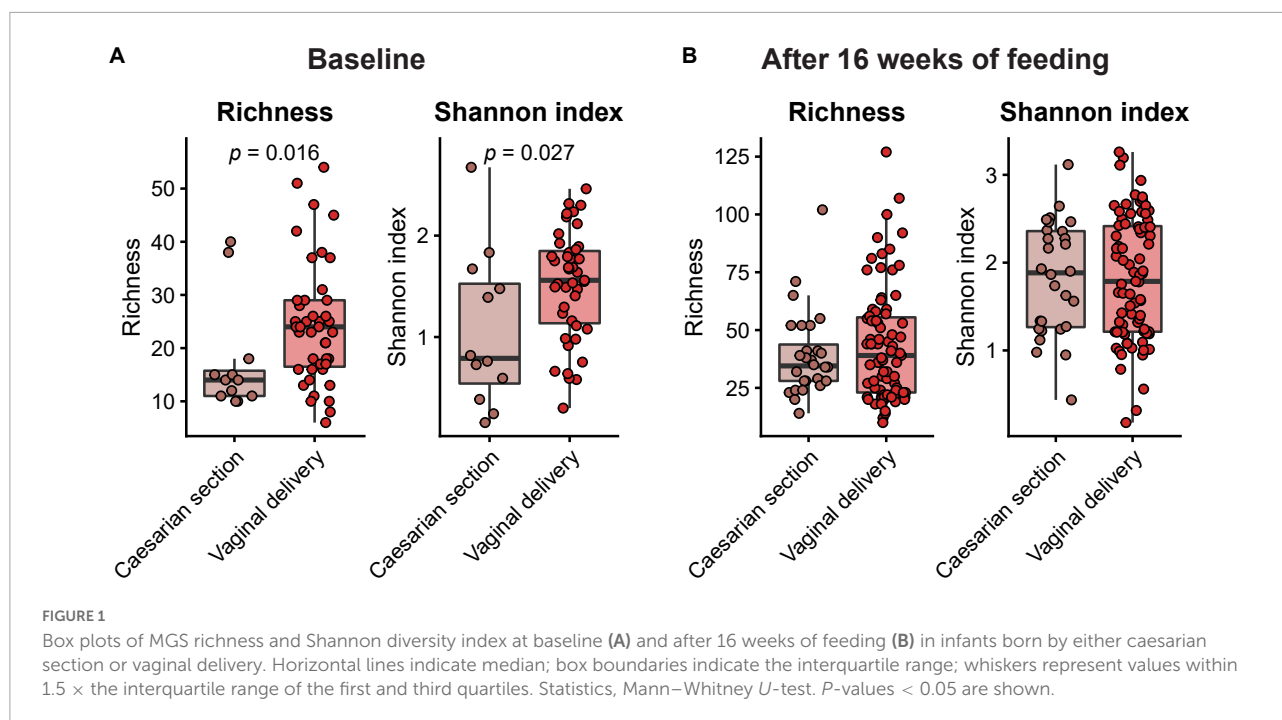 A
Baseline
B
After 16 weeks of feeding
Richness
Shannon index
Richness
Shannon index
p = 0.016
p = 0.027
Richness
50
40
30
20
10
Shannon index
2
1
Richness
125
100
75
50
25
Shannon index
3
2
1
Caesarian section
Vaginal delivery
Caesarian section
Vaginal delivery
Caesarian section
Vaginal delivery
Caesarian section
Vaginal delivery
FIGURE 1
Box plots of MGS richness and Shannon diversity index at baseline (A) and after 16 weeks of feeding (B) in infants born by either caesarian
section or vaginal delivery. Horizontal lines indicate median; box boundaries indicate the interquartile range; whiskers represent values within
1.5 × the interquartile range of the first and third quartiles. Statistics, Mann–Whitney U-test. P-values < 0.05 are shown.